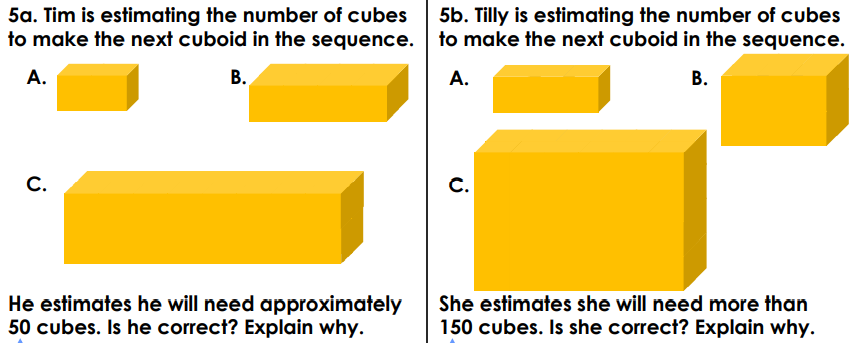 5a. Tim is estimating the number of cubes
to make the next cuboid in the sequence.
A.
B.
C.
He estimates he will need approximately
50 cubes. Is he correct? Explain why.
5b. Tilly is estimating the number of cubes
to make the next cuboid in the sequence.
A.
B.
C.
She estimates she will need more than
150 cubes. Is she correct? Explain why.